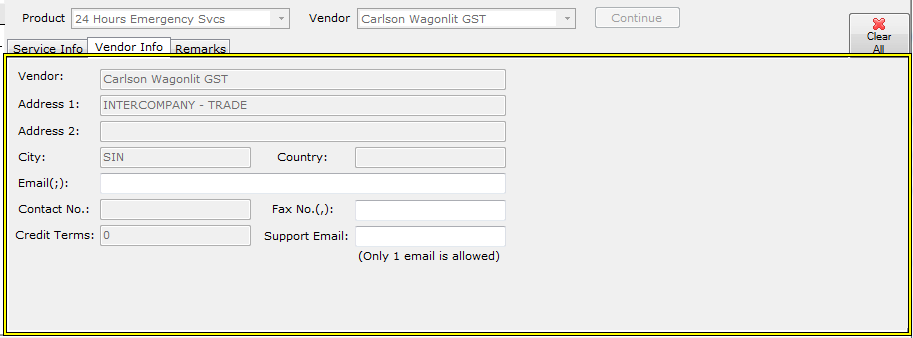 Product 24 Hours Emergency Svcs Vendor Carlson Wagonlit GST Continue
Clear
All
Service Info Vendor Info Remarks
Vendor: Carlson Wagonlit GST
Address 1: INTERCOMPANY - TRADE
Address 2:
City: SIN Country:
Email(;):
Contact No.: Fax No.(,):
Credit Terms: 0 Support Email:
(Only 1 email is allowed)